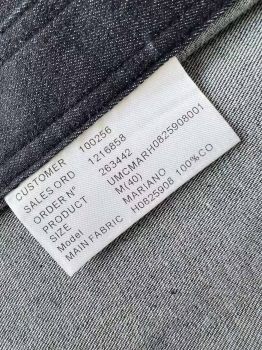 CUSTOMER 100256
SALES ORD 1216858
ORDER N° 263442
PRODUCT UMCMARH0825908001
SIZE M(40)
Model MARIANO
MAIN FABRIC H0825908 100%CO